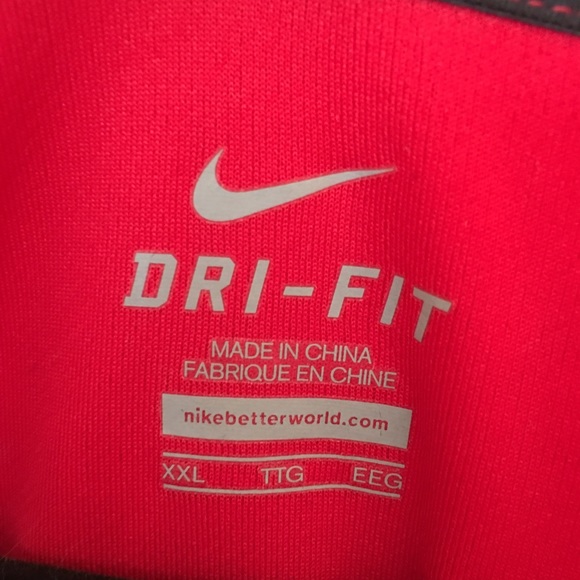 DRI-FIT
MADE IN CHINA
FABRIQUE EN CHINE
nikebetterworld.com
XXL TTG EEG